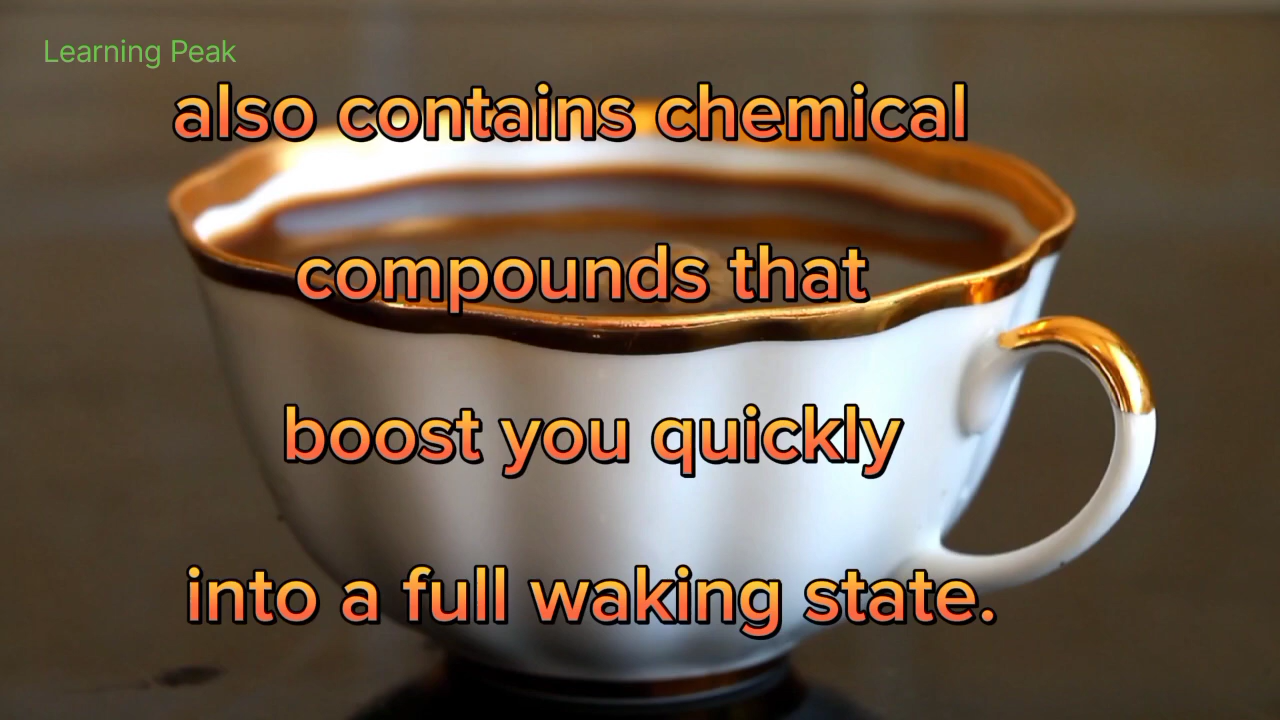 Learning Peak
also contains chemical
compounds that
boost you quickly
into a full waking state.